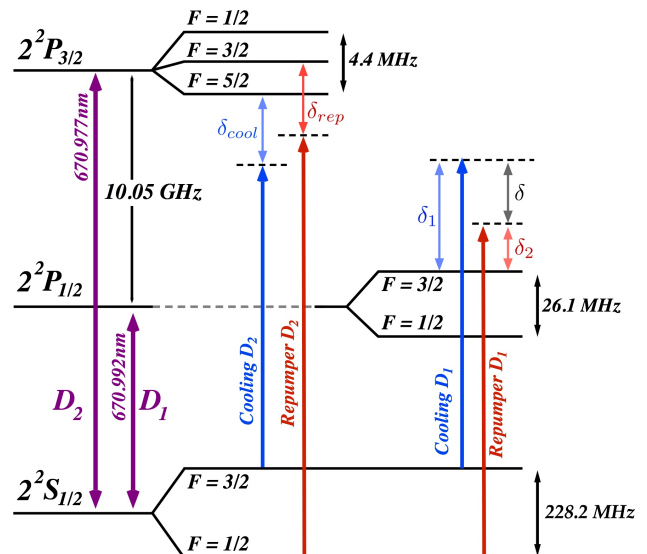 F = 1/2
2²P3/2
F = 3/2
4.4 MHz
F = 5/2
670.977nm
δcool
δrep
10.05 GHz
δ1
δ
δ2
2²P1/2
F = 3/2
26.1 MHz
F = 1/2
670.992nm
Cooling D2
Repumper D2
Cooling D1
Repumper D1
D2
D1
2²S1/2
F = 3/2
228.2 MHz
F = 1/2